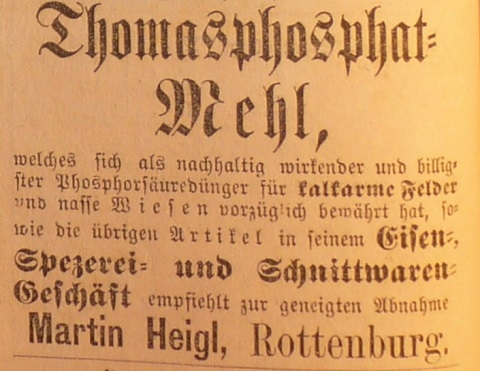 Thomasphosphat-
Mehl,
welches sich als nachhaltig wirkender und billig-
ster Phosphorsäuredünger für kalkarme Felder
und nasse Wiesen vorzüglich bewährt hat, so-
wie die übrigen Artikel in seinem Eisen-,
Spezerei- und Schnittwaren-
Geschäft empfiehlt zur geneigten Abnahme
Martin Heigl, Rottenburg.